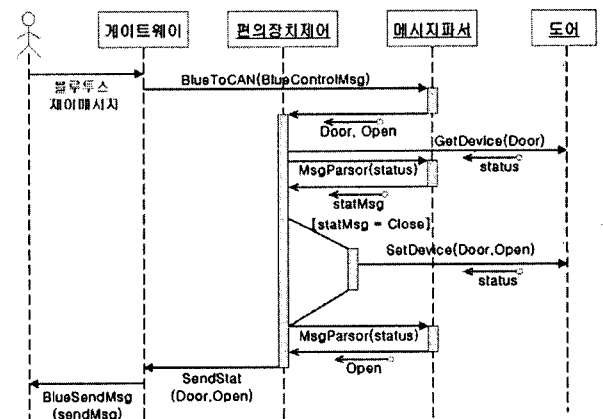 게이트웨이
편의장치제어
메시지파서
도어
블루투스
제어메시지
BlueToCAN(BlueControlMsg)
Door, Open
GetDevice(Door)
status
MsgParsor(status)
statMsg
[statMsg = Close]
SetDevice(Door,Open)
status
MsgParsor(status)
Open
SendStat
(Door,Open)
BlueSendMsg
(sendMsg)